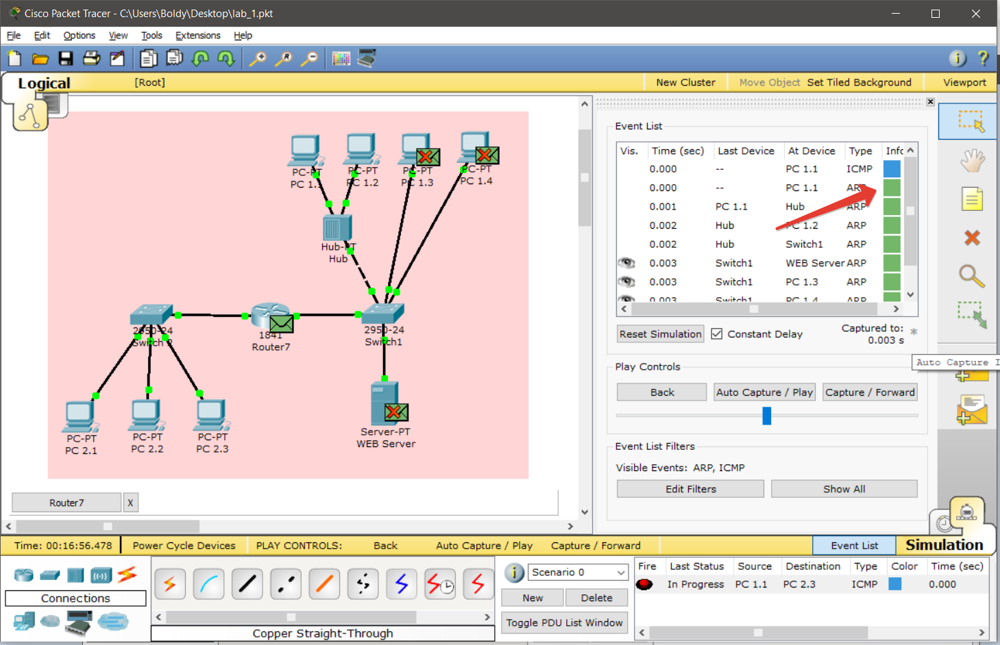 Cisco Packet Tracer - C:\Users\Boldy\Desktop\lab_1.pkt
File Edit Options View Tools Extensions Help
Logical [Root] New Cluster Move Object Set Tiled Background Viewport
PC-PT
PC-PT
PC 1.2
PC-PT
PC 1.3
PC-PT
PC 1.4
Hub-PT
Hub
2950-24
Switch 2
1841
Router7
2950-24
Switch1
PC-PT
PC 2.1
PC-PT
PC 2.2
PC-PT
PC 2.3
Server-PT
WEB Server
Router7 X
Event List
Vis. Time (sec) Last Device At Device Type Info
0.000 -- PC 1.1 ICMP
0.000 -- PC 1.1 ARP
0.001 PC 1.1 Hub ARP
0.002 Hub PC 1.2 ARP
0.002 Hub Switch1 ARP
0.003 Switch1 WEB Server ARP
0.003 Switch1 PC 1.3 ARP
0.003 Switch1 PC 1.4 ARP
Reset Simulation Constant Delay Captured to: *
0.003 s
Auto Capture I
Play Controls
Back Auto Capture / Play Capture / Forward
Event List Filters
Visible Events: ARP, ICMP
Edit Filters Show All
Time: 00:16:56.478 Power Cycle Devices PLAY CONTROLS: Back Auto Capture / Play Capture / Forward Event List Simulation
Connections
Copper Straight-Through
Scenario 0
New Delete
Toggle PDU List Window
Fire Last Status Source Destination Type Color Time (sec)
In Progress PC 1.1 PC 2.3 ICMP 0.000